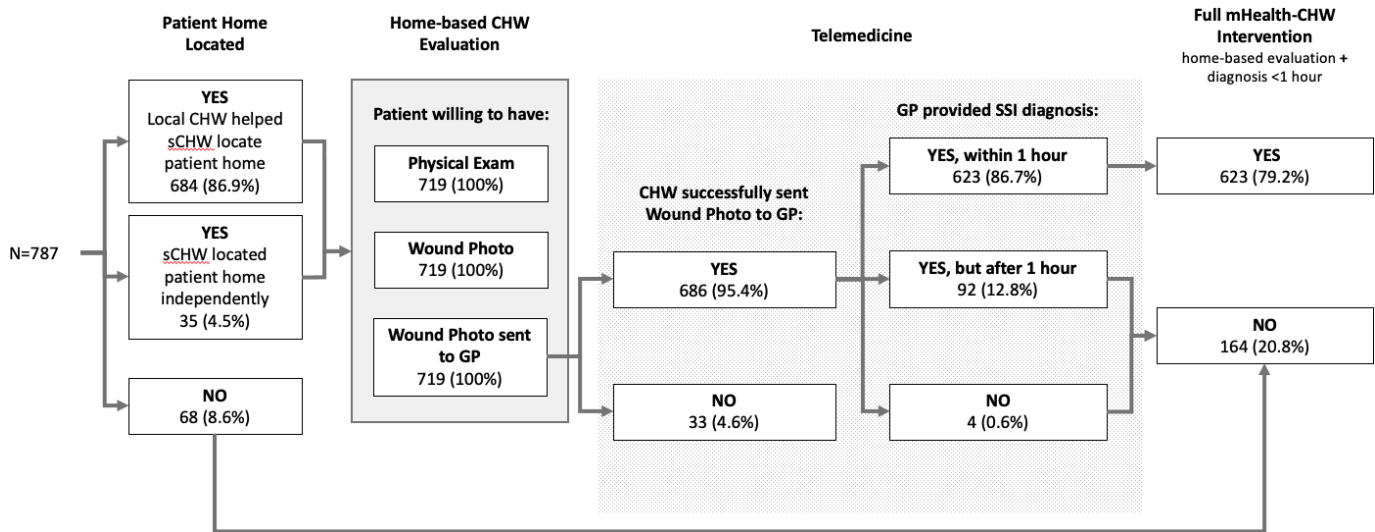 Patient Home
Located
Home-based CHW
Evaluation
Telemedicine
Full mHealth-CHW
Intervention
home-based evaluation +
diagnosis <1 hour
N=787
YES
Local CHW helped
sCHW locate
patient home
684 (86.9%)
YES
sCHW located
patient home
independently
35 (4.5%)
NO
68 (8.6%)
Patient willing to have:
Physical Exam
719 (100%)
Wound Photo
719 (100%)
Wound Photo sent
to GP
719 (100%)
CHW successfully sent
Wound Photo to GP:
YES
686 (95.4%)
NO
33 (4.6%)
GP provided SSI diagnosis:
YES, within 1 hour
623 (86.7%)
YES, but after 1 hour
92 (12.8%)
NO
4 (0.6%)
YES
623 (79.2%)
NO
164 (20.8%)